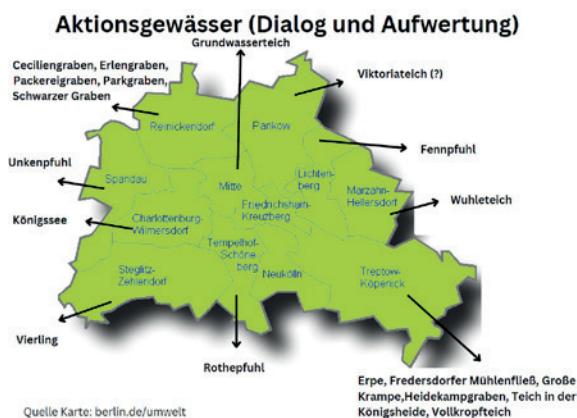 Aktionsgewässer (Dialog und Aufwertung)
Grundwasserteich
Ceciliengraben, Erlengraben,
Packereigraben, Parkgraben,
Schwarzer Graben
Viktoriateich (?)
Reinickendorf
Pankow
Fennpfuhl
Unkenpfuhl
Spandau
Mitte
Lichten-
berg
Marzahn-
Hellersdorf
Friedrichshain-
Kreuzberg
Wuhleteich
Königssee
Charlottenburg-
Wilmersdorf
Tempelhof-
Schöne
berg
Steglitz-
Zehlendorf
Neukölln
Treptow-
Köpenick
Vierling
Rothepfuhl
Erpe, Fredersdorfer Mühlenfließ, Große
Krampe,Heidekampgraben, Teich in der
Königsheide, Vollkropfteich
Quelle Karte: berlin.de/umwelt